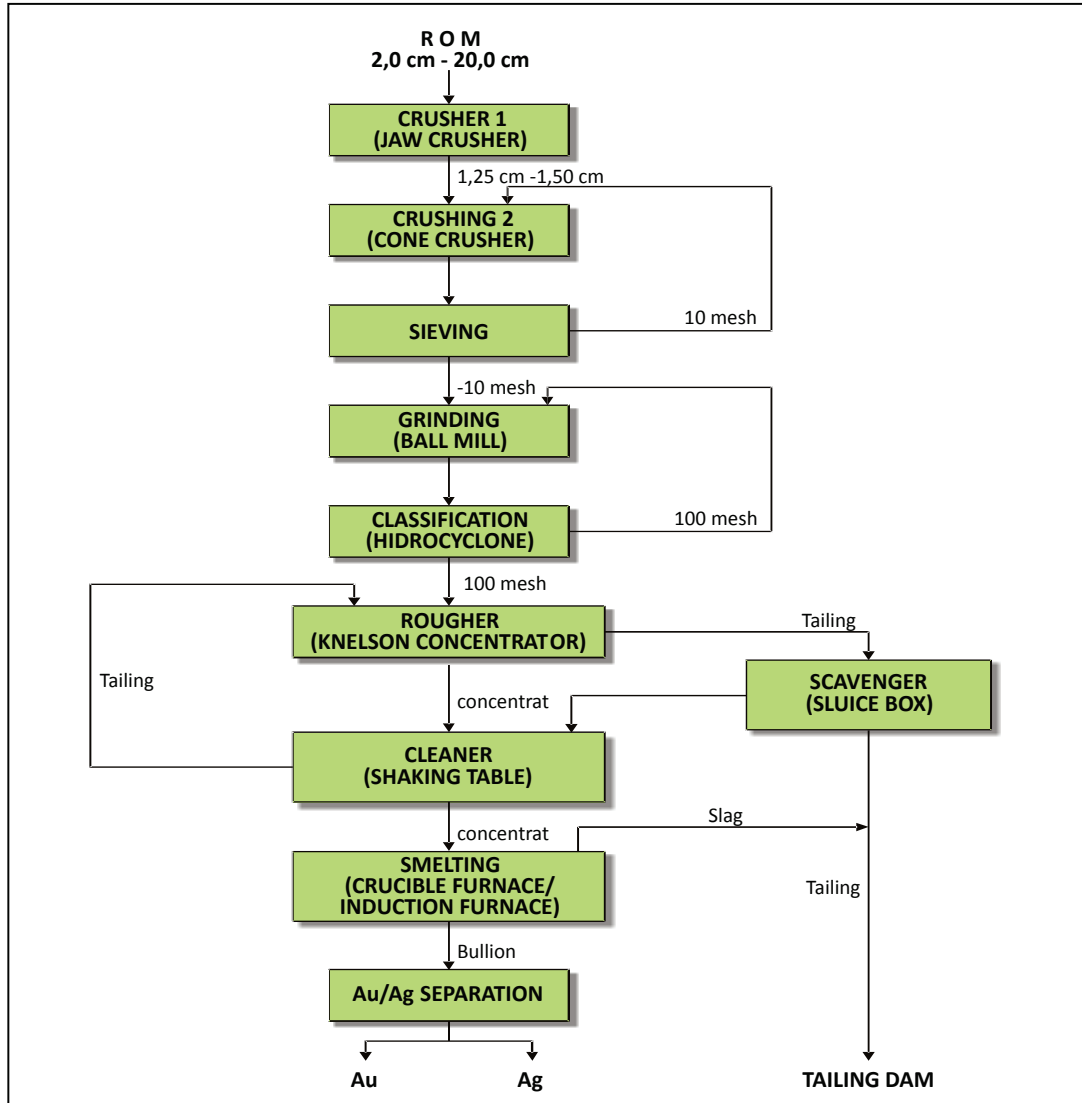 R O M
2,0 cm - 20,0 cm
CRUSHER 1
(JAW CRUSHER)
1,25 cm -1,50 cm
CRUSHING 2
(CONE CRUSHER)
SIEVING
10 mesh
-10 mesh
GRINDING
(BALL MILL)
CLASSIFICATION
(HIDROCYCLONE)
100 mesh
100 mesh
ROUGHER
(KNELSON CONCENTRATOR)
Tailing
Tailing
SCAVENGER
(SLUICE BOX)
concentrat
CLEANER
(SHAKING TABLE)
concentrat
Slag
SMELTING
(CRUCIBLE FURNACE/
INDUCTION FURNACE)
Tailing
Bullion
Au/Ag SEPARATION
Au
Ag
TAILING DAM